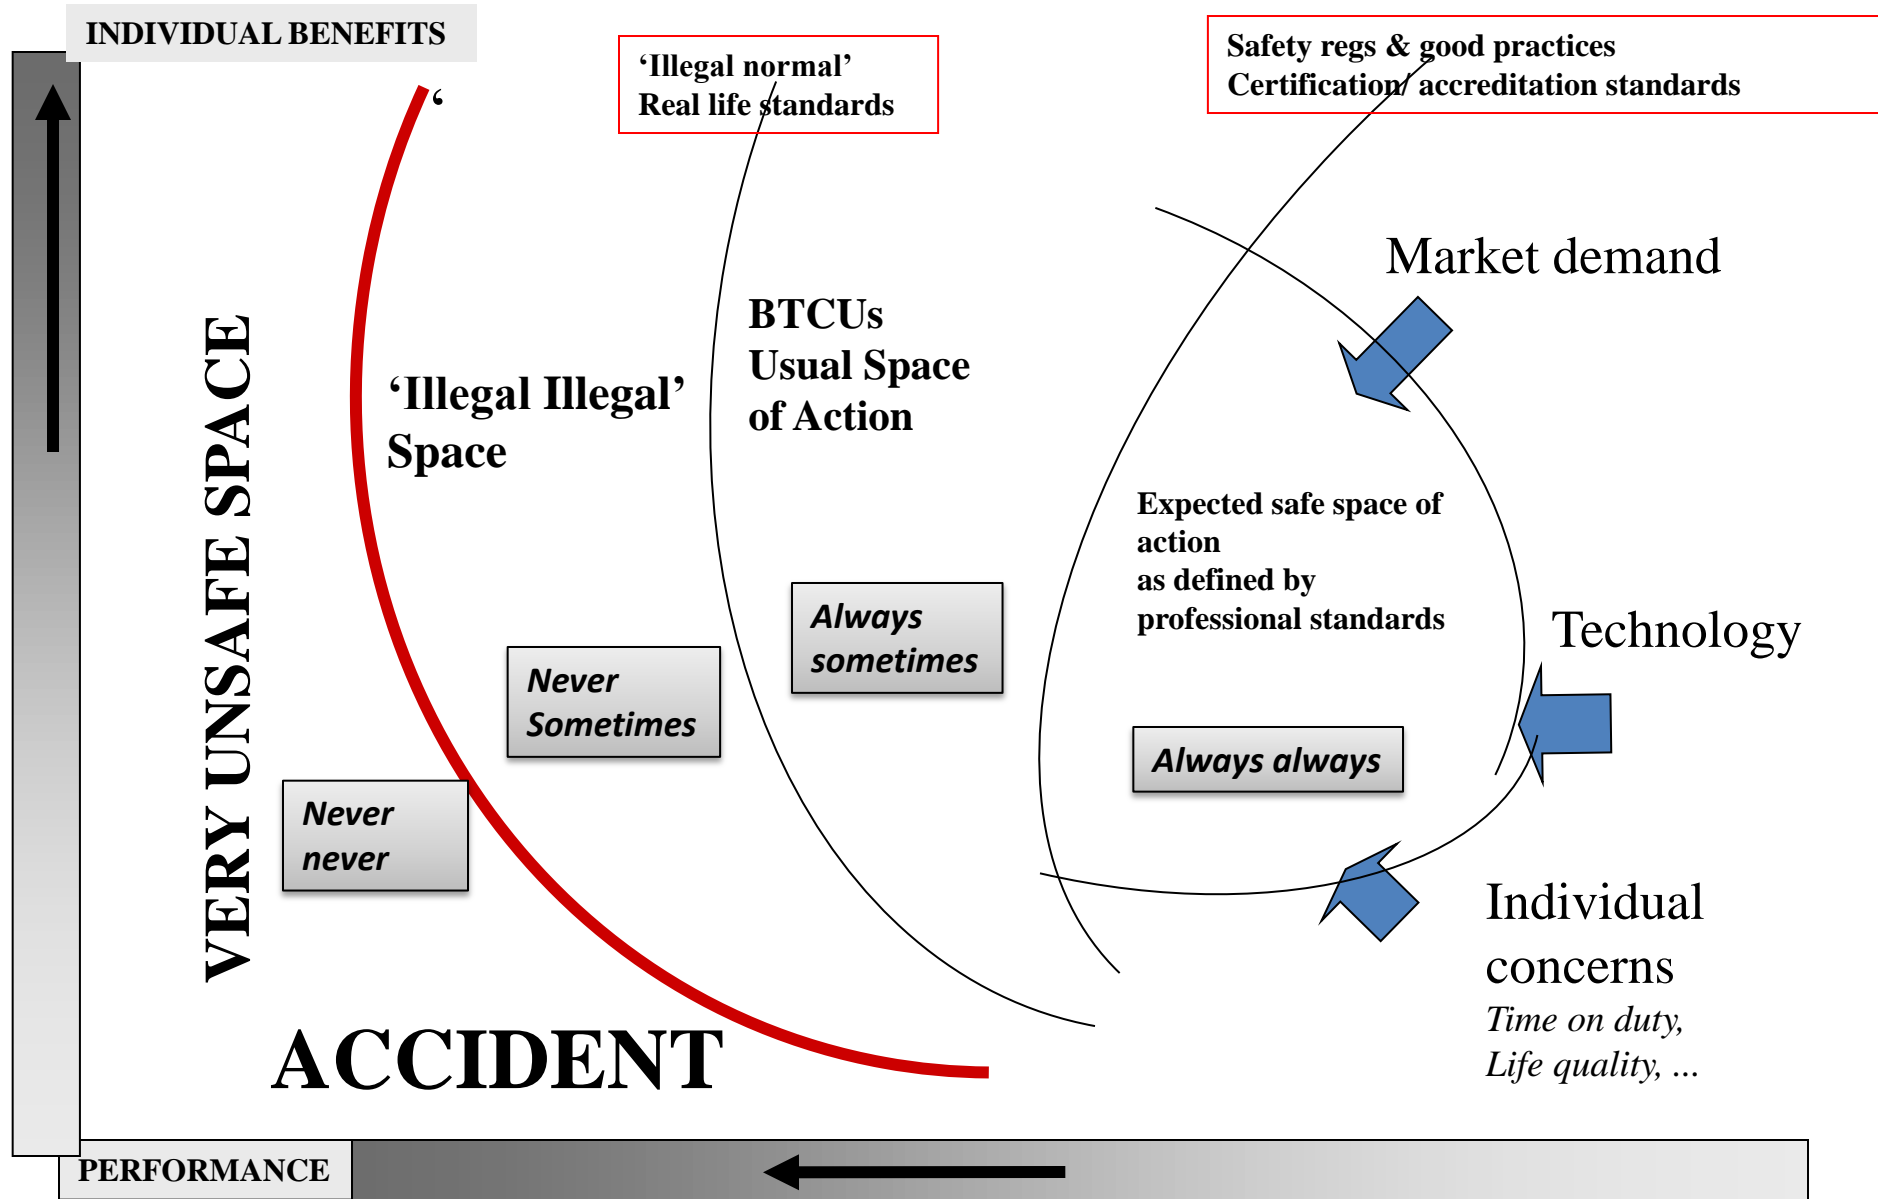 INDIVIDUAL BENEFITS
‘
‘Illegal normal’
Real life standards
Safety regs & good practices
Certification/ accreditation standards
Market demand
BTCUs
Usual Space
of Action
‘Illegal Illegal’
Space
VERY UNSAFE SPACE
Expected safe space of
action
as defined by
professional standards
Technology
Always
sometimes
Never
Sometimes
Always always
Never
never
Individual
concerns
Time on duty,
Life quality, ...
ACCIDENT
PERFORMANCE